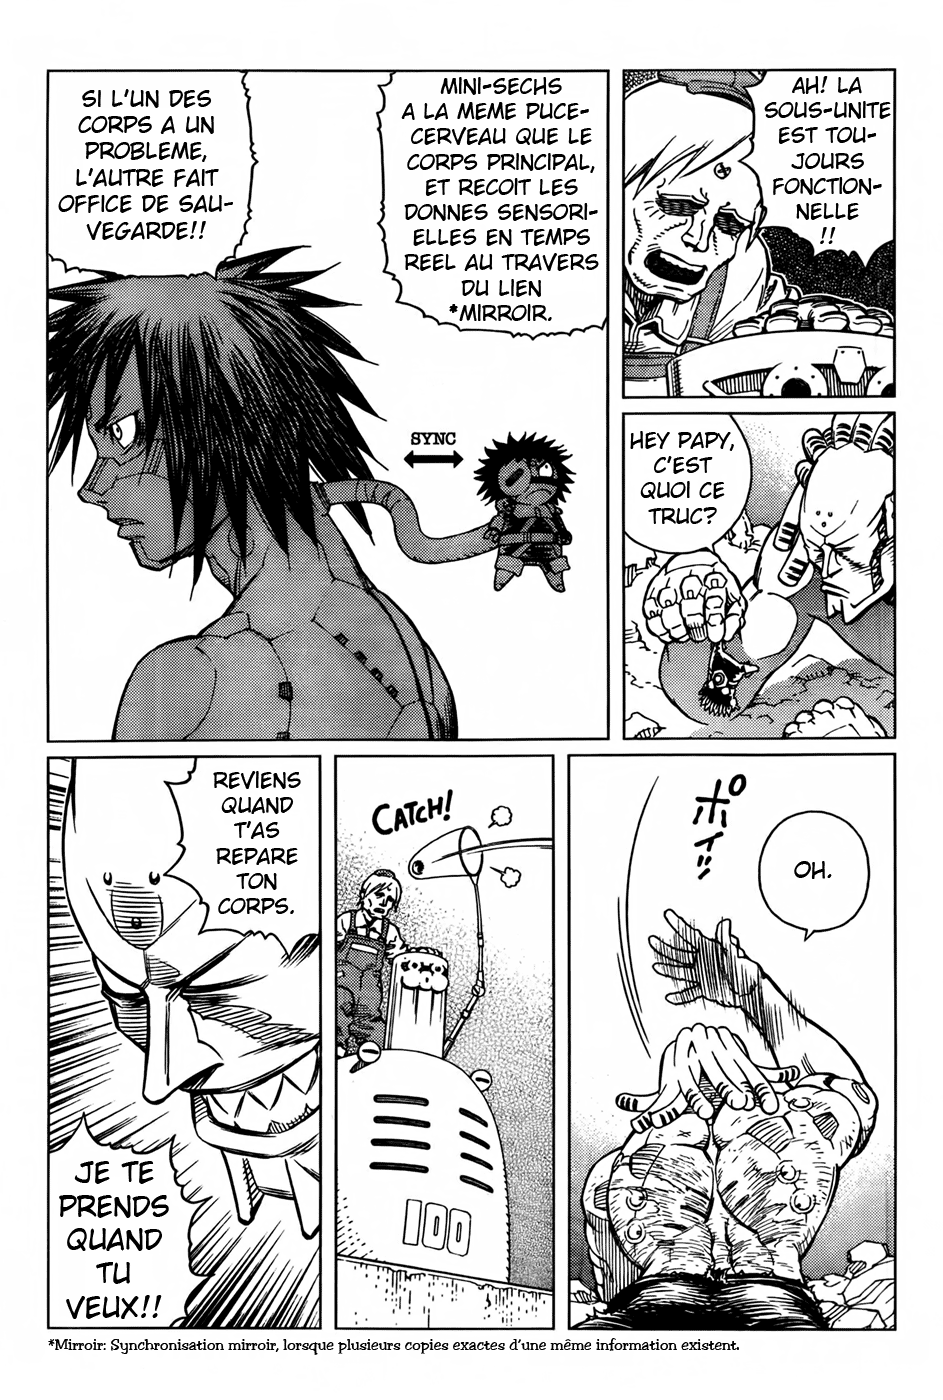 AH! LA
SOUS-UNITE
EST TOU-
JOURS
FONCTION-
NELLE
!!
MINI-SECHS
A LA MEME PUCE-
CERVEAU QUE LE
CORPS PRINCIPAL,
ET RECOIT LES
DONNES SENSORI-
ELLES EN TEMPS
REEL AU TRAVERS
DU LIEN
*MIRROIR.
SI L'UN DES
CORPS A UN
PROBLEME,
L'AUTRE FAIT
OFFICE DE SAU-
VEGARDE!!
SYNC
HEY PAPY,
C'EST
QUOI CE
TRUC?
OH.
ポイッ
CATCH!
100
REVIENS
QUAND
T'AS
REPARE
TON
CORPS.
JE TE
PRENDS
QUAND
TU
VEUX!!
*Mirroir: Synchronisation mirroir, lorsque plusieurs copies exactes d'une même information existent.